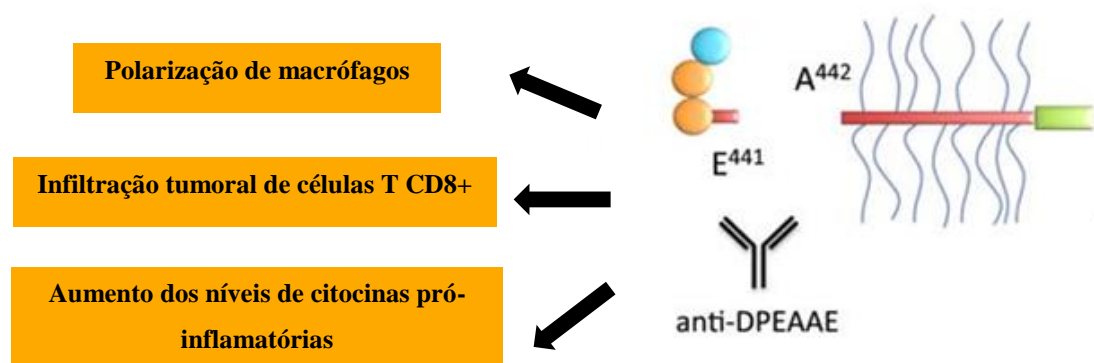 Polarização de macrófagos
Infiltração tumoral de células T CD8+
Aumento dos níveis de citocinas pró-
inflamatórias
A⁴⁴²
E⁴⁴¹
anti-DPEAAE